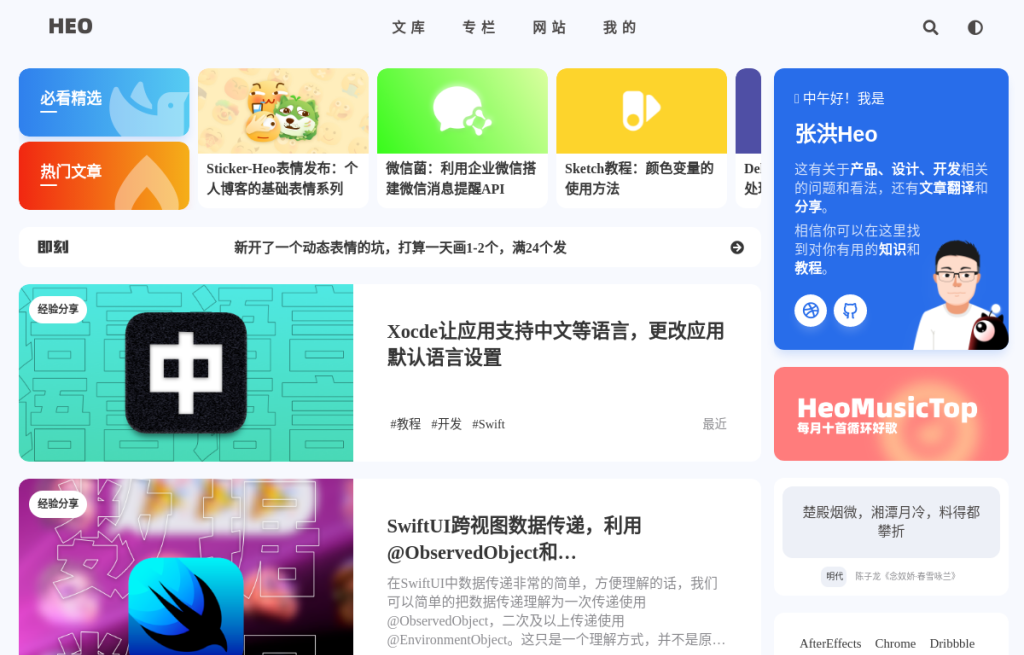 HEO
文库 专栏 网站 我的
必看精选
热门文章
Sticker-Heo表情发布：个
人博客的基础表情系列
微信菌：利用企业微信搭
建微信消息提醒API
Sketch教程：颜色变量的
使用方法
中午好！我是
张洪Heo
这有关于产品、设计、开发相关
的问题和看法，还有文章翻译和
分享。
相信你可以在这里找
到对你有用的知识和
教程。
即刻
新开了一个动态表情的坑，打算一天画1-2个，满24个发
经验分享
中
Xocde让应用支持中文等语言，更改应用
默认语言设置
#教程 #开发 #Swift
最近
HeoMusicTop
每月十首循环好歌
经验分享
SwiftUI跨视图数据传递，利用
@ObservedObject和…
在SwiftUI中数据传递非常的简单，方便理解的话，我们
可以简单的把数据传递理解为一次传递使用
@ObservedObject，二次及以上传递使用
@EnvironmentObject。这只是一个理解方式，并不是原…
楚殿烟微，湘潭月冷，料得都
攀折
明代 陈子龙《念奴娇·春雪咏兰》
AfterEffects Chrome Dribbble